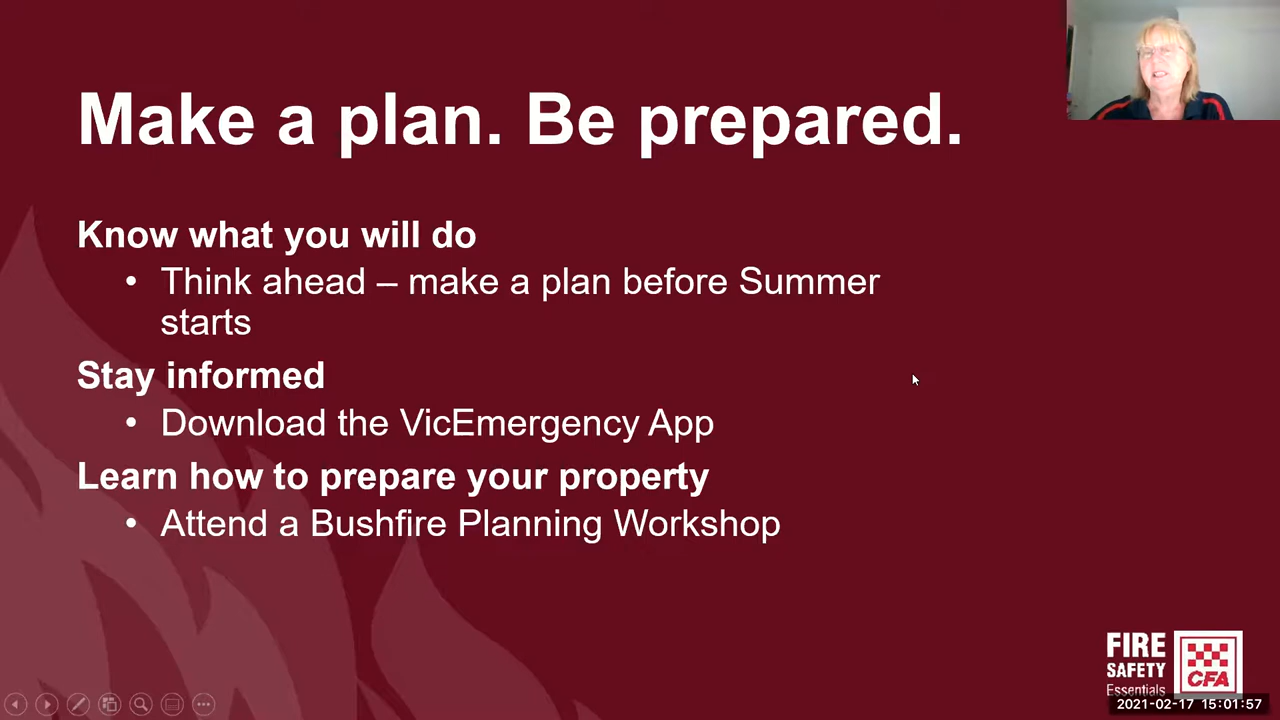 Make a plan. Be prepared.
Know what you will do
• Think ahead – make a plan before Summer
starts
Stay informed
• Download the VicEmergency App
Learn how to prepare your property
• Attend a Bushfire Planning Workshop
FIRE
SAFETY
Essentials
CFA
2021-02-17 15:01:57